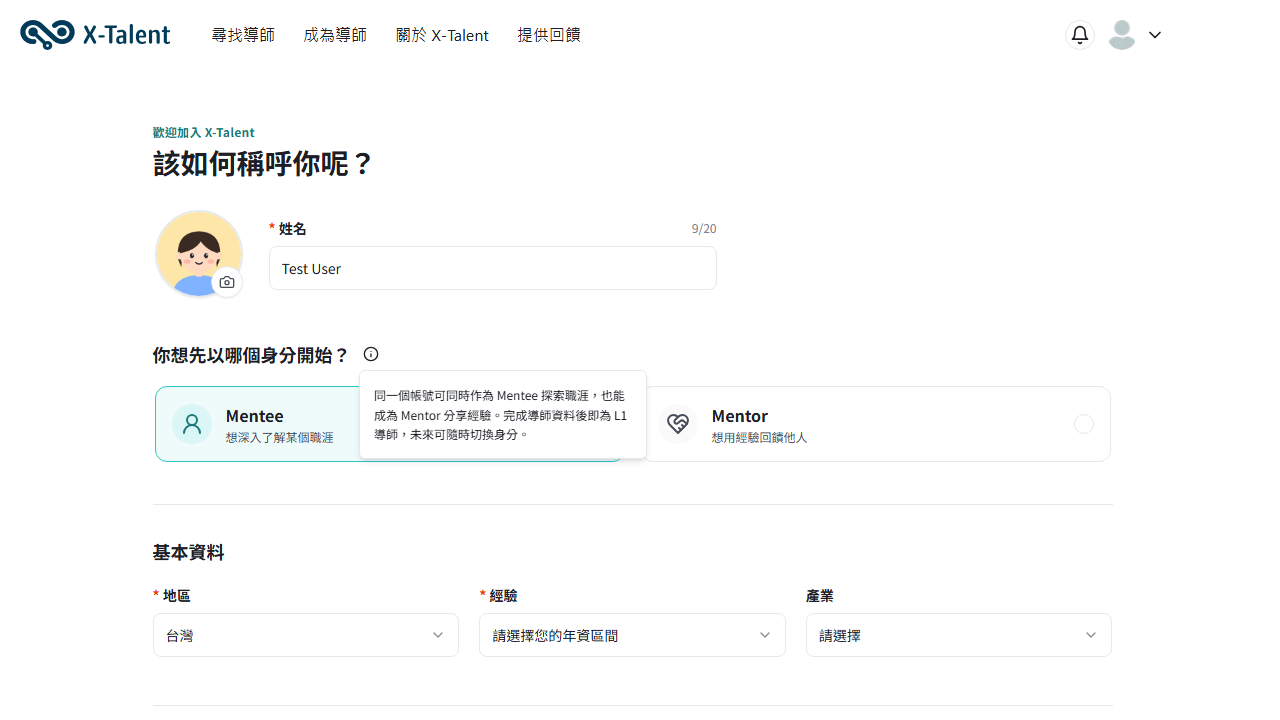 X-Talent
尋找導師
成為導師
關於 X-Talent
提供回饋
歡迎加入 X-Talent
該如何稱呼你呢？
* 姓名
9/20
Test User
你想先以哪個身分開始？
同一個帳號可同時作為 Mentee 探索職涯，也能
成為 Mentor 分享經驗。完成導師資料後即為 L1
導師，未來可隨時切換身分。
Mentee
想深入了解某個職涯
Mentor
想用經驗回饋他人
基本資料
* 地區
* 經驗
產業
台灣
請選擇您的年資區間
請選擇